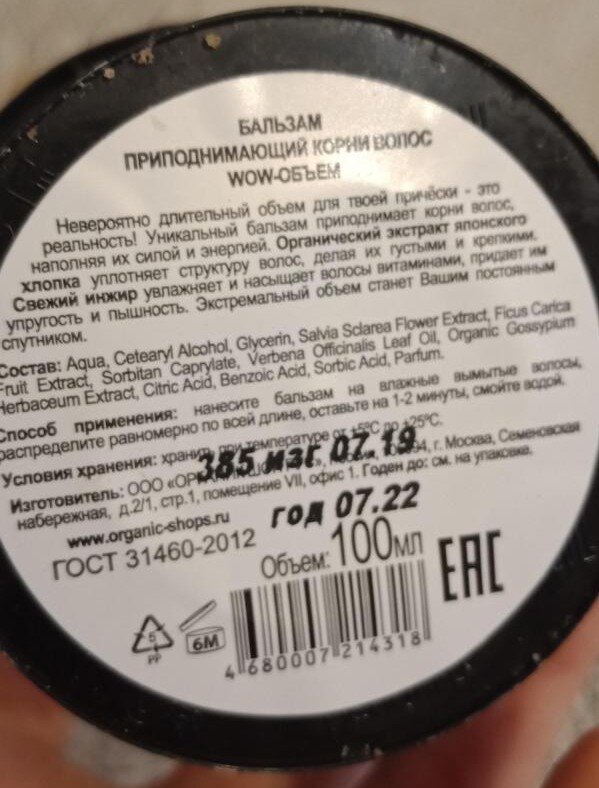 БАЛЬЗАМ
ПРИПОДНИМАЮЩИЙ КОРНИ ВОЛОС
WOW-ОБЪЕМ
Невероятно длительный объем для твоей прически - это
реальность! Уникальный бальзам приподнимает корни волос,
наполняя их силой и энергией. Органический экстракт японского
хлопка уплотняет структуру волос, делая их густыми и крепкими.
Свежий инжир увлажняет и насыщает волосы витаминами, придает им
упругость и пышность. Экстремальный объем станет Вашим постоянным
спутником.
Состав: Aqua, Cetearyl Alcohol, Glycerin, Salvia Sclarea Flower Extract, Ficus Carica
Fruit Extract, Sorbitan Caprylate, Verbena Officinalis Leaf Oil, Organic Gossypium
Herbaceum Extract, Citric Acid, Benzoic Acid, Sorbic Acid, Parfum.
Способ применения: нанесите бальзам на влажные вымытые волосы,
распределите равномерно по всей длине, оставьте на 1-2 минуты, смойте водой.
Условия хранения: хранить при температуре от +5°C до +25°C.
385 изг 07.19
Изготовитель: ООО г. Москва, Семеновская
набережная, д.2/1, стр.1, помещение VII, офис 1. Годен до: см. на упаковке.
www.organic-shops.ru
год 07.22
ГОСТ 31460-2012
Объем: 100мл
EAC
5
PP
6M
4 680007 214318